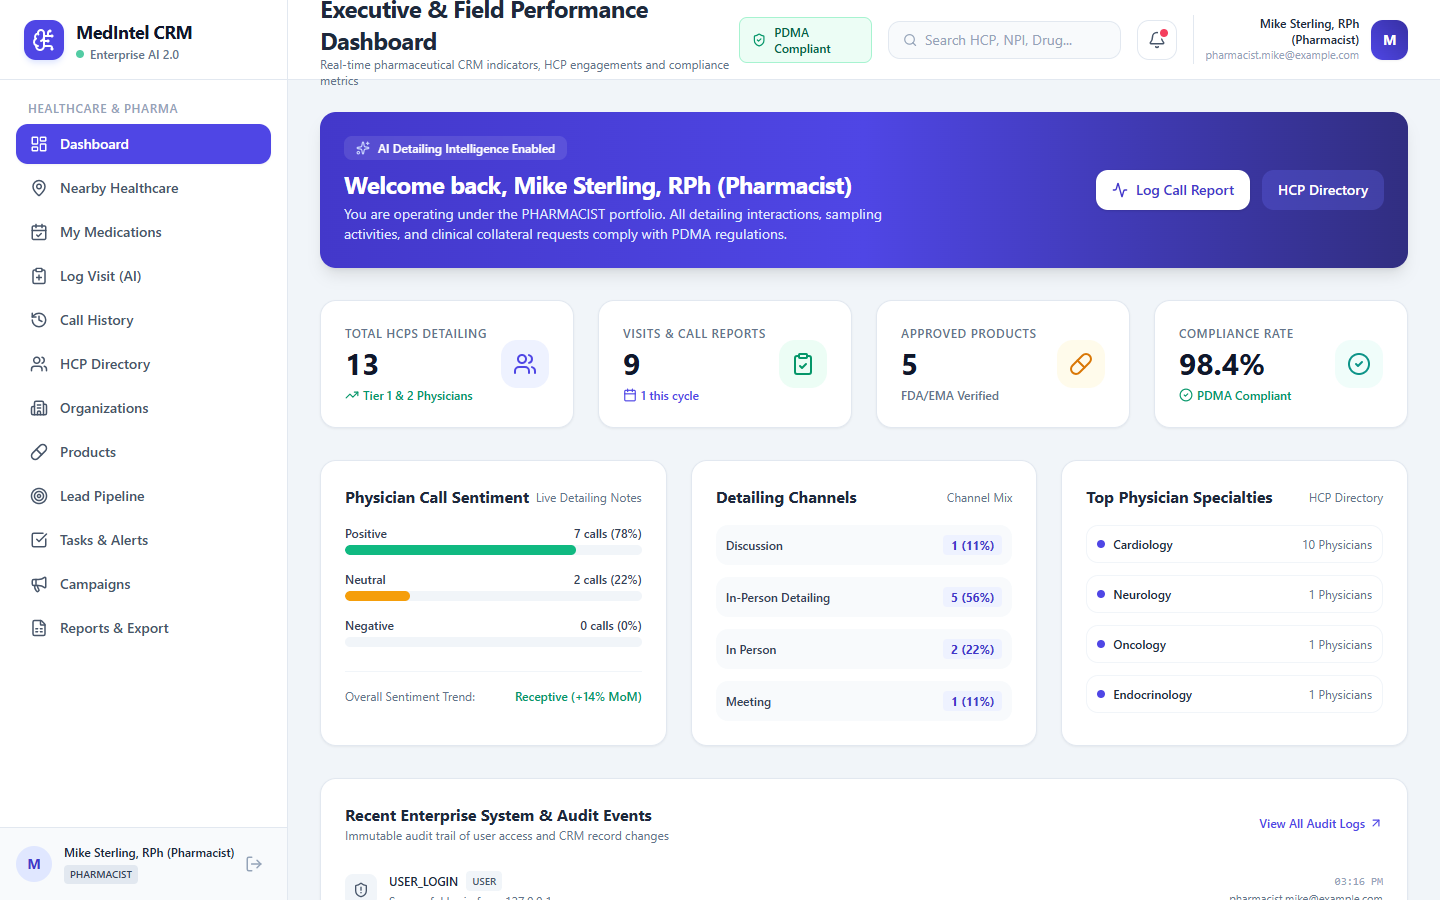 MedIntel CRM
Enterprise AI 2.0
HEALTHCARE & PHARMA
Dashboard
Nearby Healthcare
My Medications
Log Visit (AI)
Call History
HCP Directory
Organizations
Products
Lead Pipeline
Tasks & Alerts
Campaigns
Reports & Export
M
Mike Sterling, RPh (Pharmacist)
PHARMACIST
Executive & Field Performance
Dashboard
Real-time pharmaceutical CRM indicators, HCP engagements and compliance
metrics
PDMA
Compliant
Search HCP, NPI, Drug...
Mike Sterling, RPh
(Pharmacist)
pharmacist.mike@example.com
M
AI Detailing Intelligence Enabled
Welcome back, Mike Sterling, RPh (Pharmacist)
You are operating under the PHARMACIST portfolio. All detailing interactions, sampling
activities, and clinical collateral requests comply with PDMA regulations.
Log Call Report
HCP Directory
TOTAL HCPS DETAILING
13
Tier 1 & 2 Physicians
VISITS & CALL REPORTS
9
1 this cycle
APPROVED PRODUCTS
5
FDA/EMA Verified
COMPLIANCE RATE
98.4%
PDMA Compliant
Physician Call Sentiment
Live Detailing Notes
Positive
7 calls (78%)
Neutral
2 calls (22%)
Negative
0 calls (0%)
Overall Sentiment Trend:
Receptive (+14% MoM)
Detailing Channels
Channel Mix
Discussion
1 (11%)
In-Person Detailing
5 (56%)
In Person
2 (22%)
Meeting
1 (11%)
Top Physician Specialties
HCP Directory
Cardiology
10 Physicians
Neurology
1 Physicians
Oncology
1 Physicians
Endocrinology
1 Physicians
Recent Enterprise System & Audit Events
Immutable audit trail of user access and CRM record changes
View All Audit Logs
USER_LOGIN
USER
03:16 PM
pharmacist.mike@example.com